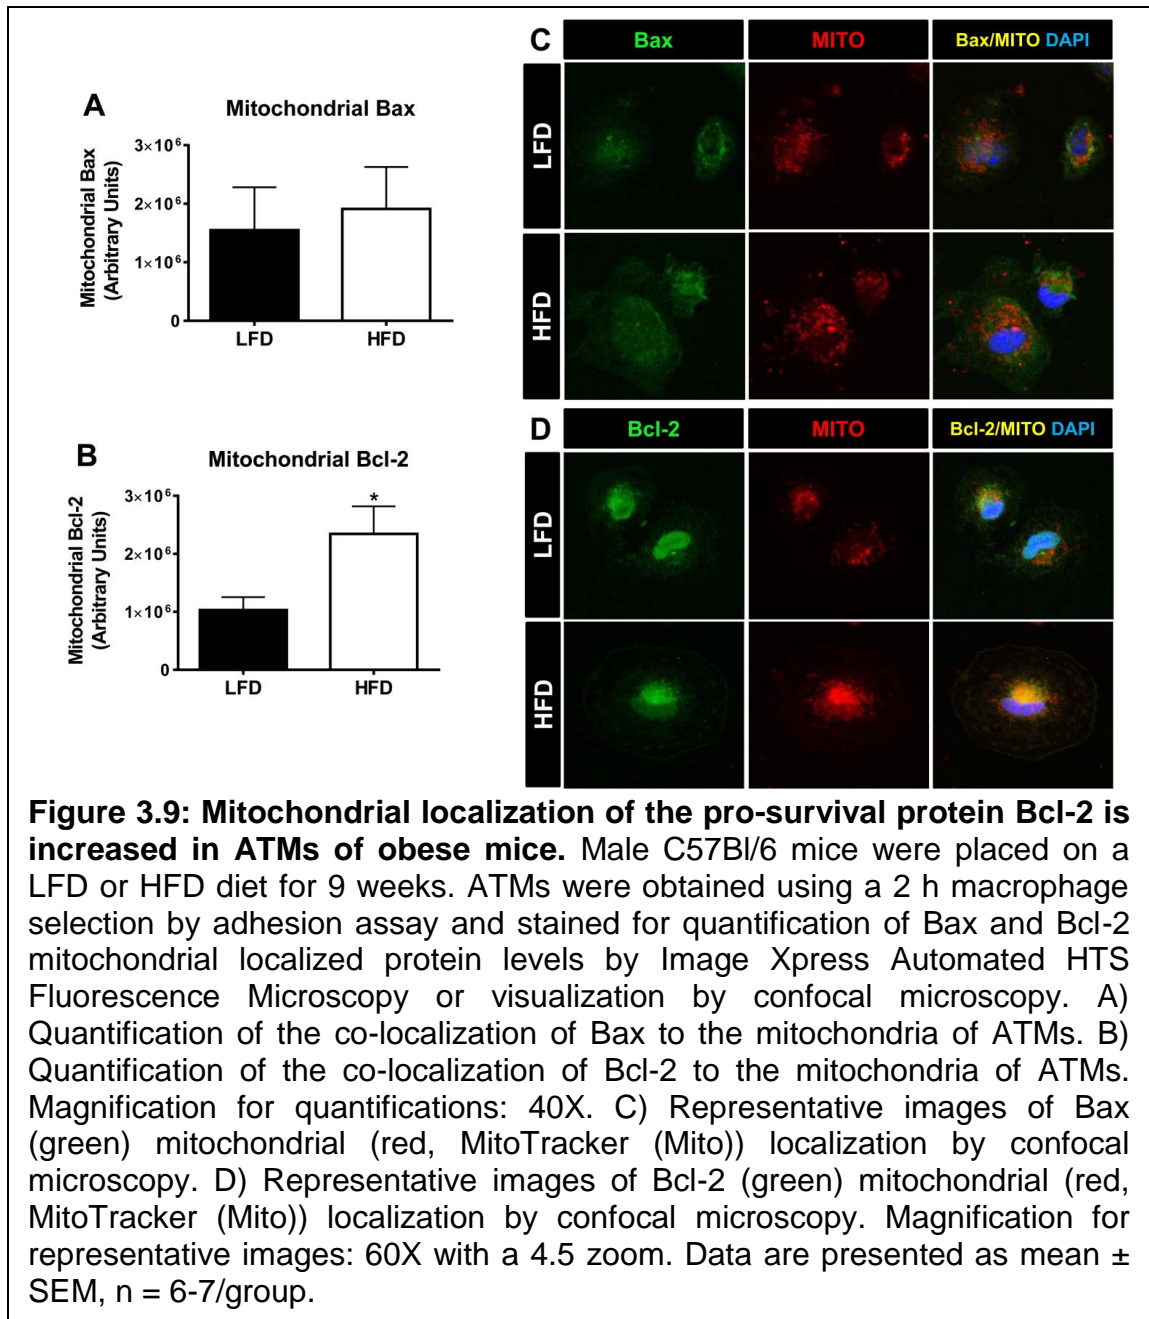 A
Mitochondrial Bax
Mitochondrial Bax
(Arbitrary Units)
3×10⁶
2×10⁶
1×10⁶
0
LFD HFD
B
Mitochondrial Bcl-2
Mitochondrial Bcl-2
(Arbitrary Units)
3×10⁶
2×10⁶
1×10⁶
0
*
LFD HFD
C
Bax MITO Bax/MITO DAPI
LFD
HFD
D
Bcl-2 MITO Bcl-2/MITO DAPI
LFD
HFD
Figure 3.9: Mitochondrial localization of the pro-survival protein Bcl-2 is
increased in ATMs of obese mice. Male C57Bl/6 mice were placed on a
LFD or HFD diet for 9 weeks. ATMs were obtained using a 2 h macrophage
selection by adhesion assay and stained for quantification of Bax and Bcl-2
mitochondrial localized protein levels by Image Xpress Automated HTS
Fluorescence Microscopy or visualization by confocal microscopy. A)
Quantification of the co-localization of Bax to the mitochondria of ATMs. B)
Quantification of the co-localization of Bcl-2 to the mitochondria of ATMs.
Magnification for quantifications: 40X. C) Representative images of Bax
(green) mitochondrial (red, MitoTracker (Mito)) localization by confocal
microscopy. D) Representative images of Bcl-2 (green) mitochondrial (red,
MitoTracker (Mito)) localization by confocal microscopy. Magnification for
representative images: 60X with a 4.5 zoom. Data are presented as mean ±
SEM, n = 6-7/group.